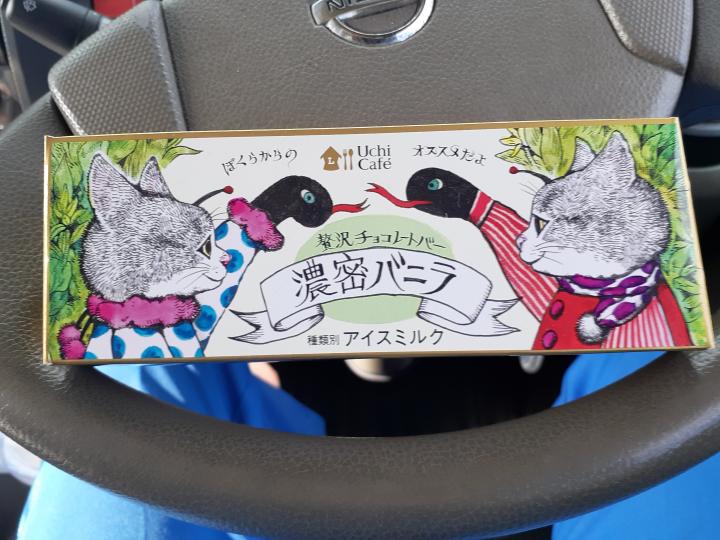 NISSAN
ぼくらからの
L
Uchi
Café
オススメだよ
贅沢チョコレートバー
濃密バニラ
種類別 アイスミルク